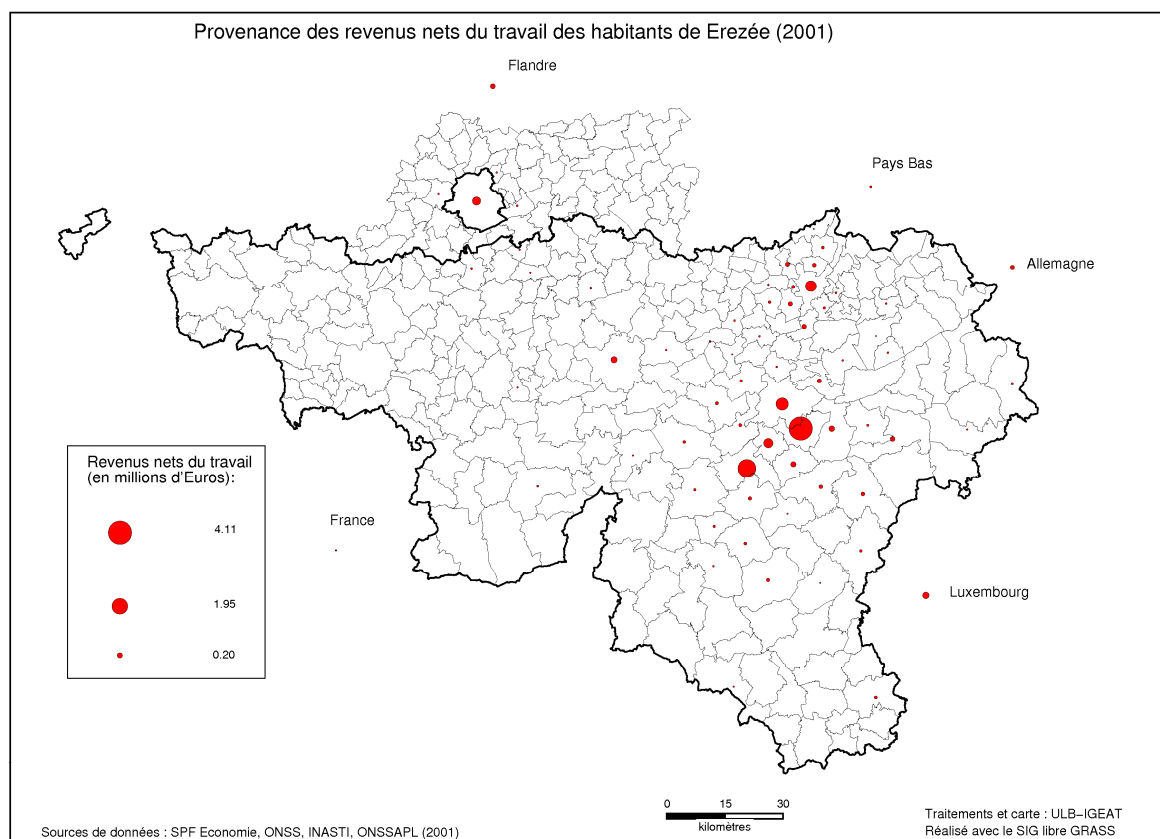 Provenance des revenus nets du travail des habitants de Erezée (2001)
Flandre
Pays Bas
Allemagne
Revenus nets du travail
(en millions d'Euros):
4.11
1.95
0.20
France
Luxembourg
0 15 30
kilomètres
Sources de données : SPF Economie, ONSS, INASTI, ONSSAPL (2001)
Traitements et carte : ULB-IGEAT
Réalisé avec le SIG libre GRASS